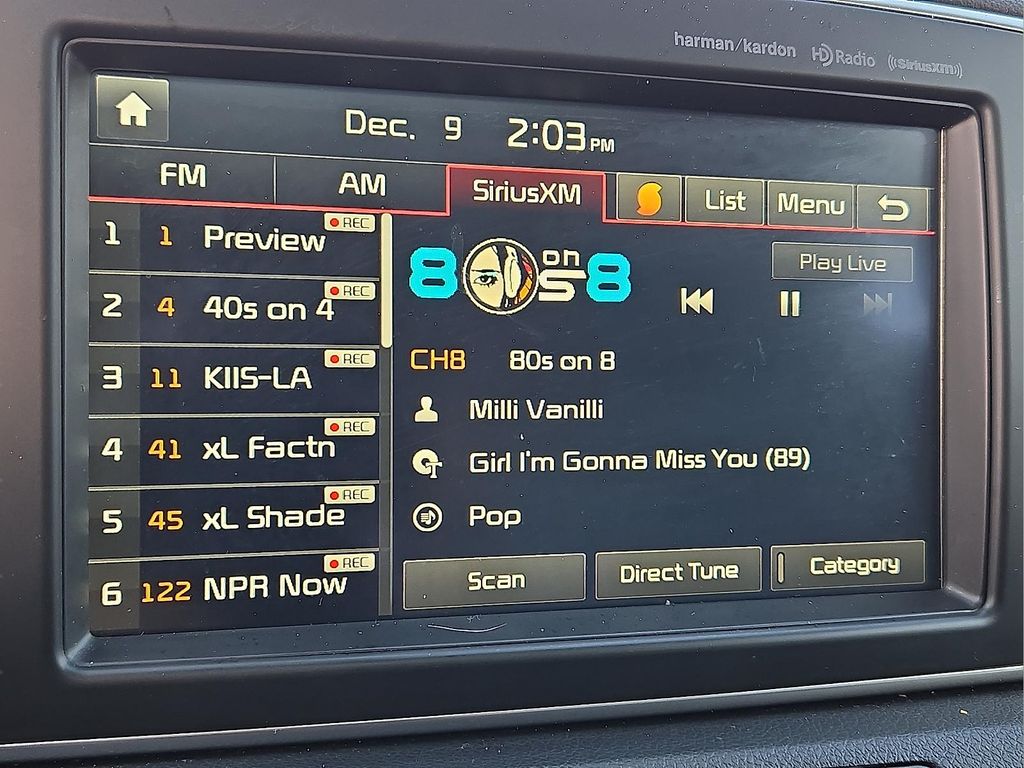 harman/kardon HD Radio ((SiriusXM))
Dec. 9 2:03 PM
FM AM SiriusXM List Menu
1 1 Preview REC
2 4 40s on 4 REC
3 11 KIIS-LA REC
4 41 xL Factn REC
5 45 xL Shade REC
6 122 NPR Now REC
80s on 8
Play Live
CH8 80s on 8
Milli Vanilli
Girl I'm Gonna Miss You (89)
Pop
Scan Direct Tune Category